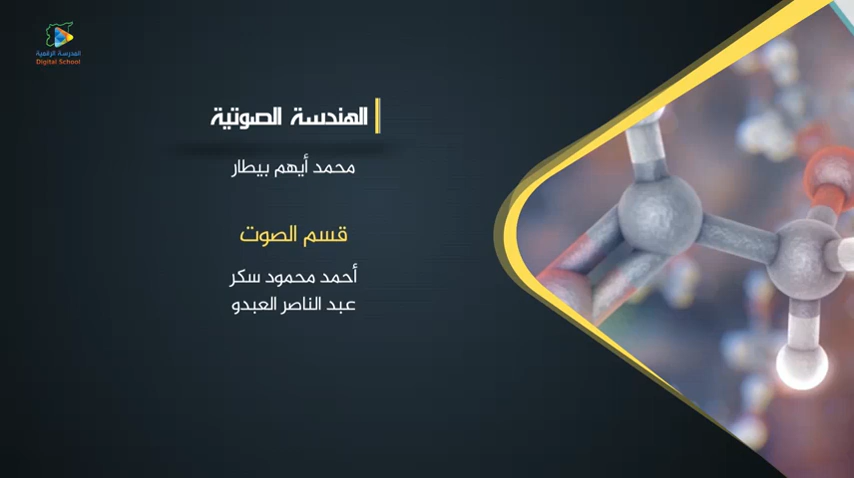 المدرسة الرقمية
Digital School
الهندسة الصوتية
محمد أيهم بيطار
قسم الصوت
أحمد محمود سكر
عبد الناصر العبدو